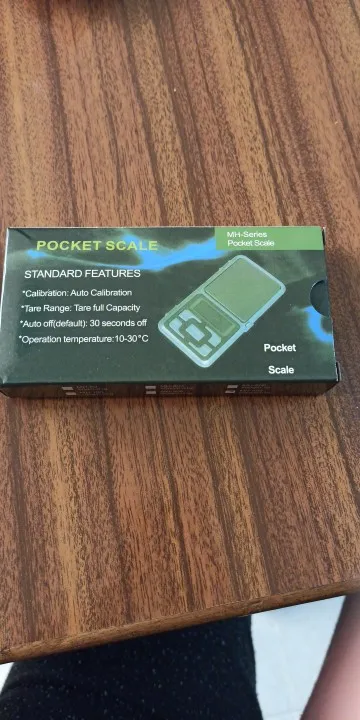 POCKET SCALE
MH-Series
Pocket Scale
STANDARD FEATURES
*Calibration: Auto Calibration
*Tare Range: Tare full Capacity
*Auto off(default): 30 seconds off
*Operation temperature:10-30°C
Pocket
Scale